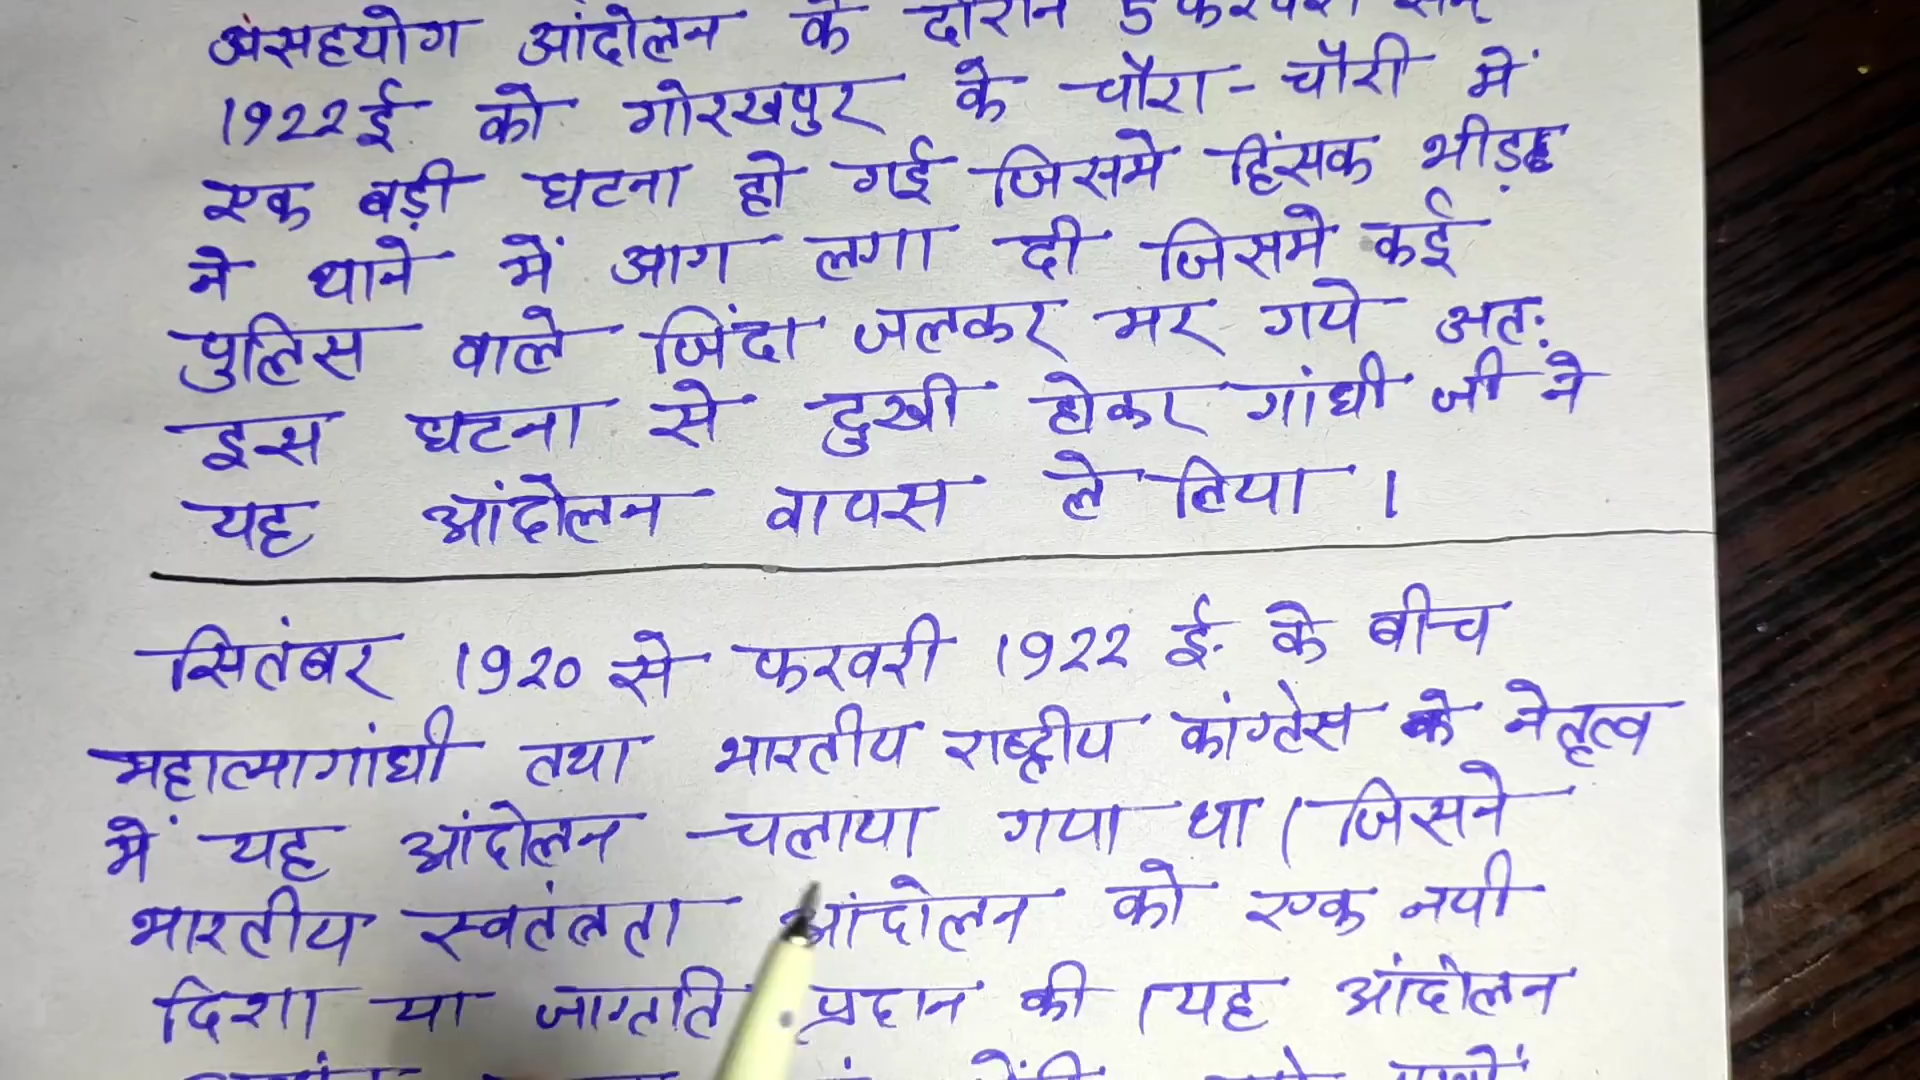 असहयोग आंदोलन के दौरान 5 फरवरी सन्
1922ई. को गोरखपुर के चौरा-चौरी में
एक बड़ी घटना हो गई जिसमे हिंसक भीड़
ने थाने में आग लगा दी जिसमे कई
पुलिस वाले जिंदा जलकर मर गये अतः
इस घटना से दुखी होकर गांधी जी ने
यह आंदोलन वापस ले लिया ।
सितंबर 1920 से फरवरी 1922 ई. के बीच
महात्मागांधी तथा भारतीय राष्ट्रीय कांग्रेस के नेतृत्व
में यह आंदोलन चलाया गया था । जिसने
भारतीय स्वतंत्रता आंदोलन को एक नयी
दिशा या जागृति प्रदान की । यह आंदोलन